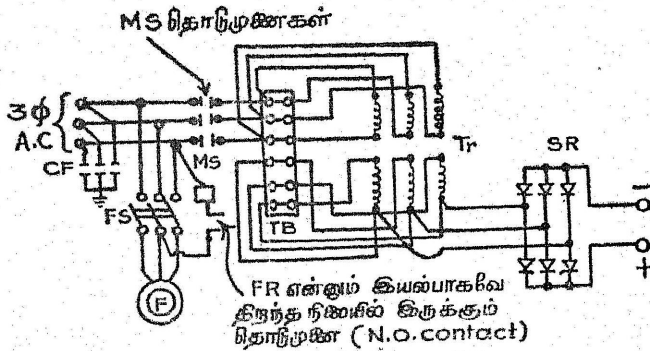 MS தொடுமுனைகள்
3φ
A.C
CF
MS
Tr
SR
FS
TB
F
FR என்னும் இயல்பாகவே
திறந்த நிலையில் இருக்கும்
தொடுமுனை (N.O.contact)
−
+